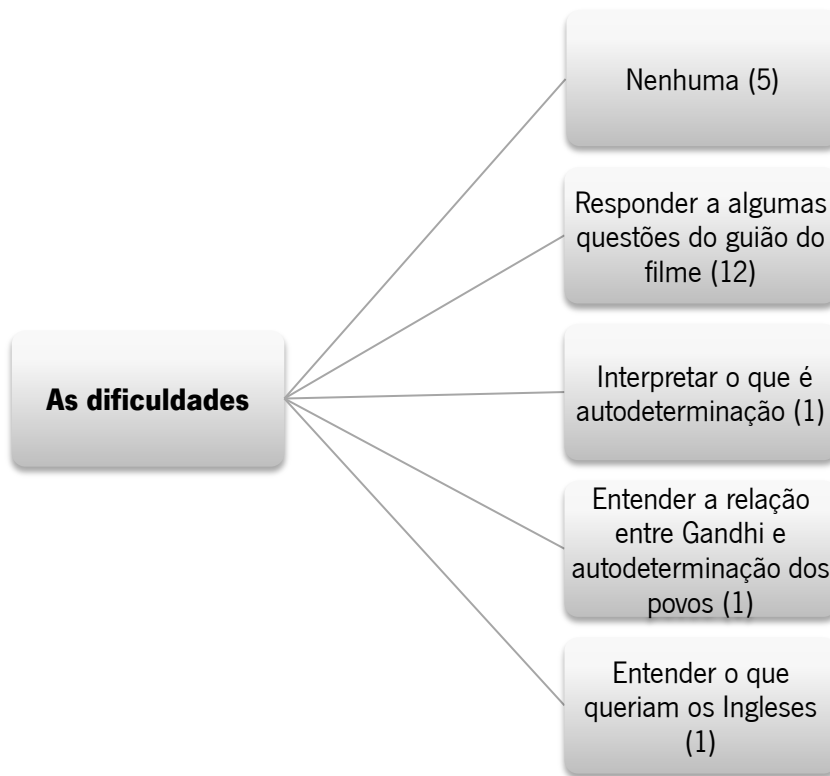 Nenhuma (5)
Responder a algumas
questões do guião do
filme (12)
As dificuldades
Interpretar o que é
autodeterminação (1)
Entender a relação
entre Gandhi e
autodeterminação dos
povos (1)
Entender o que
queriam os Ingleses
(1)